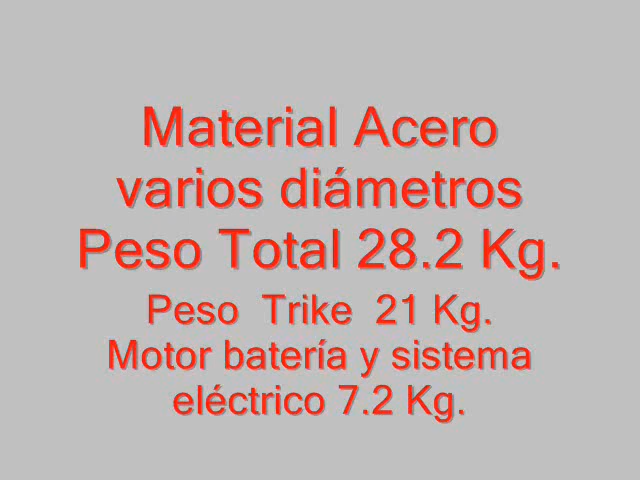 Material Acero
varios diámetros
Peso Total 28.2 Kg.
Peso Trike 21 Kg.
Motor batería y sistema
eléctrico 7.2 Kg.